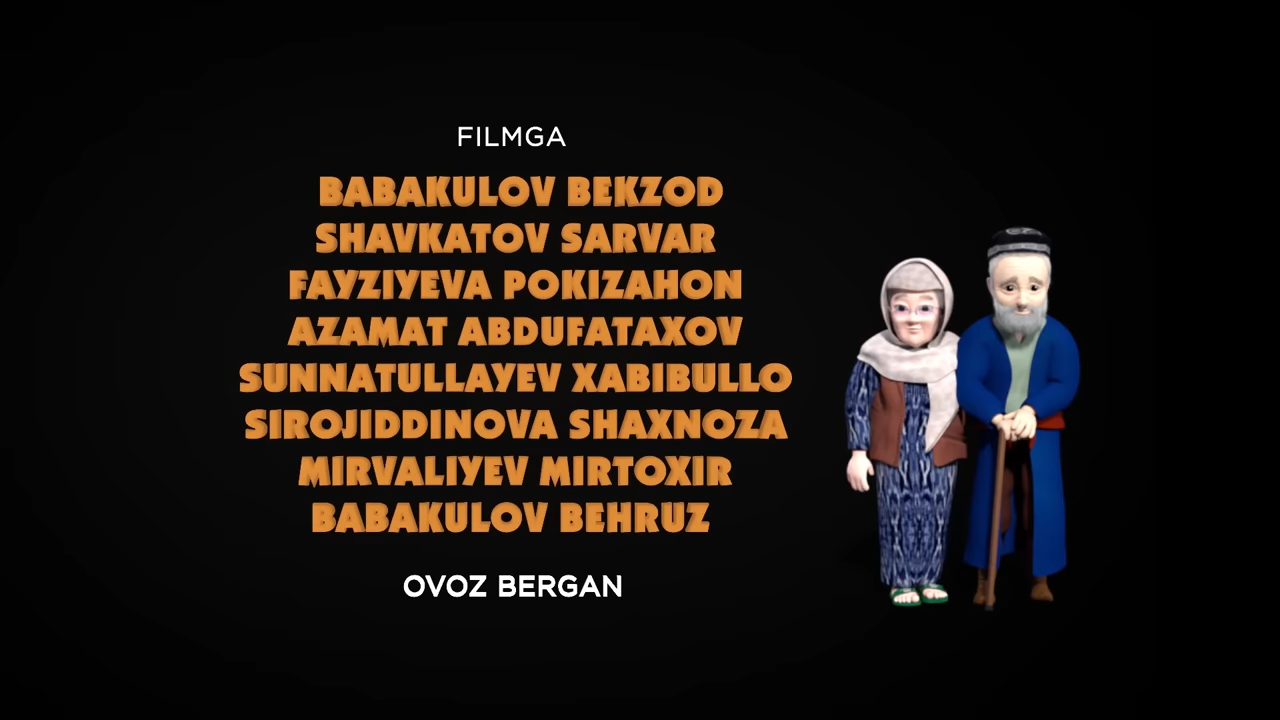 FILMGA
BABAKULOV BEKZOD
SHAVKATOV SARVAR
FAYZIYEVA POKIZAHON
AZAMAT ABDUFATAXOV
SUNNATULLAYEV XABIBULLO
SIROJIDDINOVA SHAXNOZA
MIRVALIYEV MIRTOXIR
BABAKULOV BEHRUZ
OVOZ BERGAN